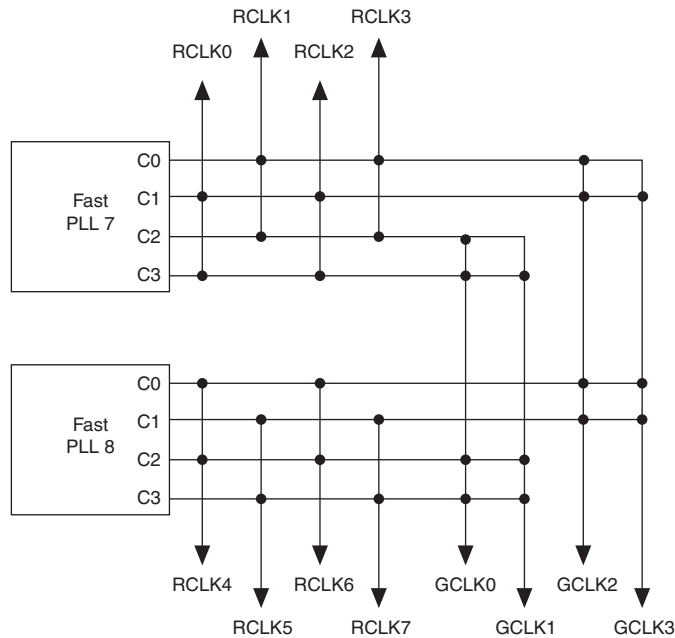 RCLK1 RCLK3
RCLK0 RCLK2
C0
Fast
PLL 7
C1
C2
C3
C0
Fast
PLL 8
C1
C2
C3
RCLK4 RCLK6 GCLK0 GCLK2
RCLK5 RCLK7 GCLK1 GCLK3